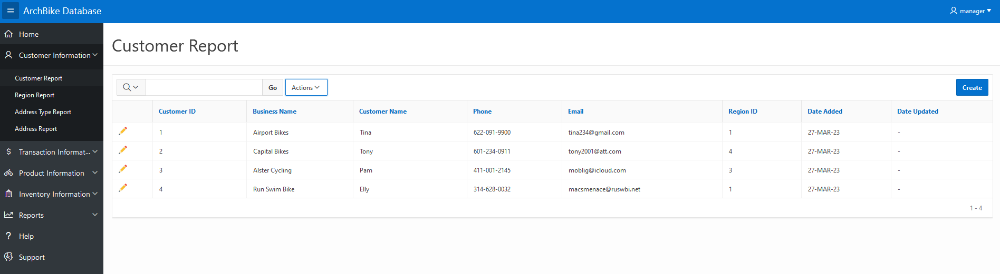 ArchBike Database
manager
Home
Customer Information
Customer Report
Region Report
Address Type Report
Address Report
Transaction Informat...
Product Information
Inventory Information
Reports
Help
Support
Customer Report
Go Actions Create
Customer ID Business Name Customer Name Phone Email Region ID Date Added Date Updated
1 Airport Bikes Tina 622-091-9900 tina234@gmail.com 1 27-MAR-23 -
2 Capital Bikes Tony 601-234-0911 tony2001@att.com 4 27-MAR-23 -
3 Alster Cycling Pam 411-001-2145 moblig@icloud.com 3 27-MAR-23 -
4 Run Swim Bike Elly 314-628-0032 macsmenace@ruswbi.net 1 27-MAR-23 -
1 - 4